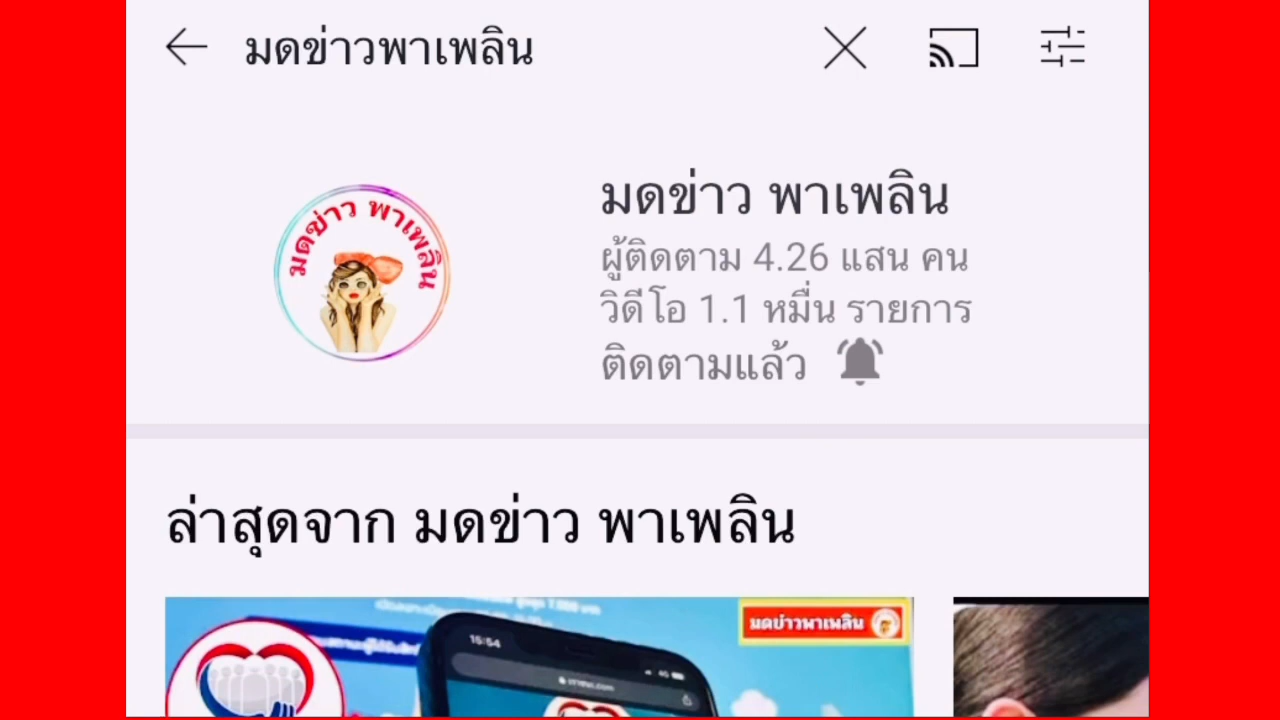 มดข่าวพาเพลิน
มดข่าว พาเพลิน
มดข่าว พาเพลิน
ผู้ติดตาม 4.26 แสน คน
วิดีโอ 1.1 หมื่น รายการ
ติดตามแล้ว
ล่าสุดจาก มดข่าว พาเพลิน
มดข่าวพาเพลิน
15:54
4G